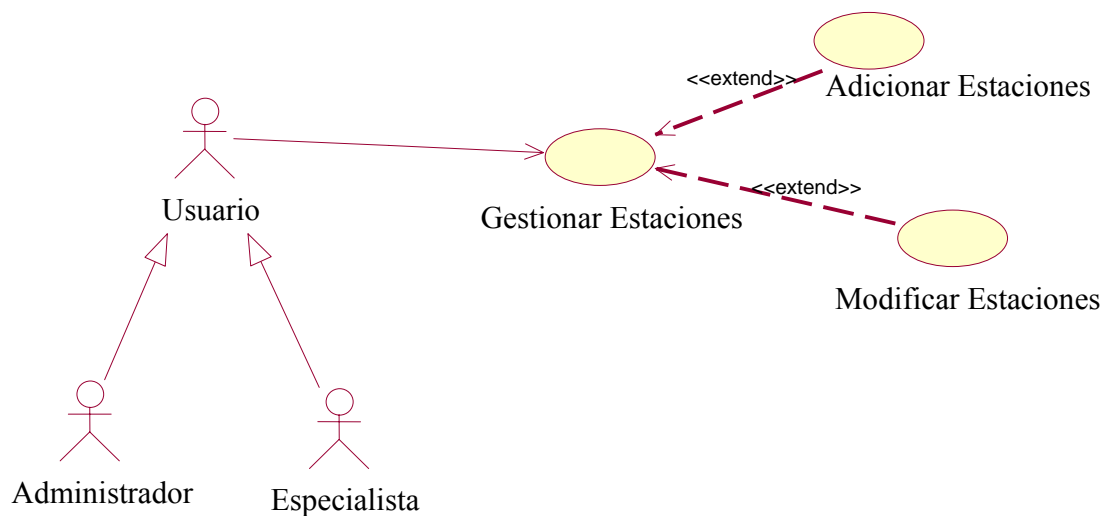 <<extend>>
Adicionar Estaciones
Usuario
Gestionar Estaciones
<<extend>>
Modificar Estaciones
Administrador
Especialista